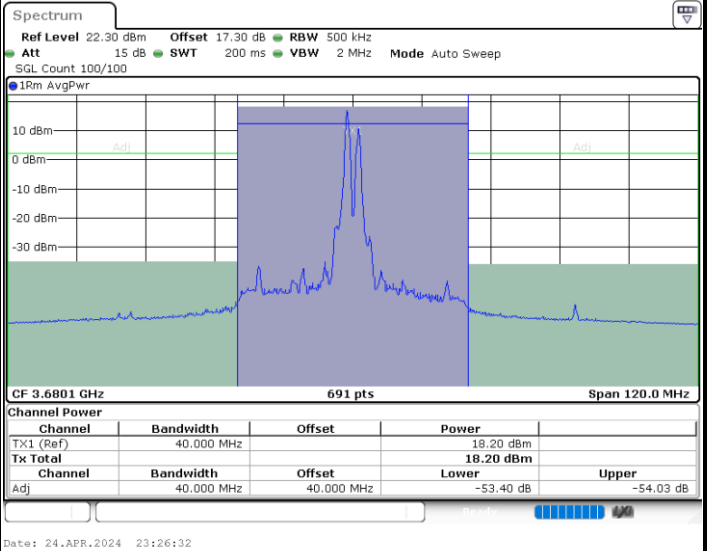 Spectrum
Ref Level 22.30 dBm Offset 17.30 dB RBW 500 kHz
Att 15 dB SWT 200 ms VBW 2 MHz Mode Auto Sweep
SGL Count 100/100
1Rm AvgPwr
10 dBm
Adj Adj
0 dBm
-10 dBm
-20 dBm
-30 dBm
CF 3.6801 GHz 691 pts Span 120.0 MHz
Channel Power
Channel Bandwidth Offset Power
TX1 (Ref) 40.000 MHz 18.20 dBm
Tx Total 18.20 dBm
Channel Bandwidth Offset Lower Upper
Adj 40.000 MHz 40.000 MHz -53.40 dB -54.03 dB
Ready
Date: 24.APR.2024 23:26:32